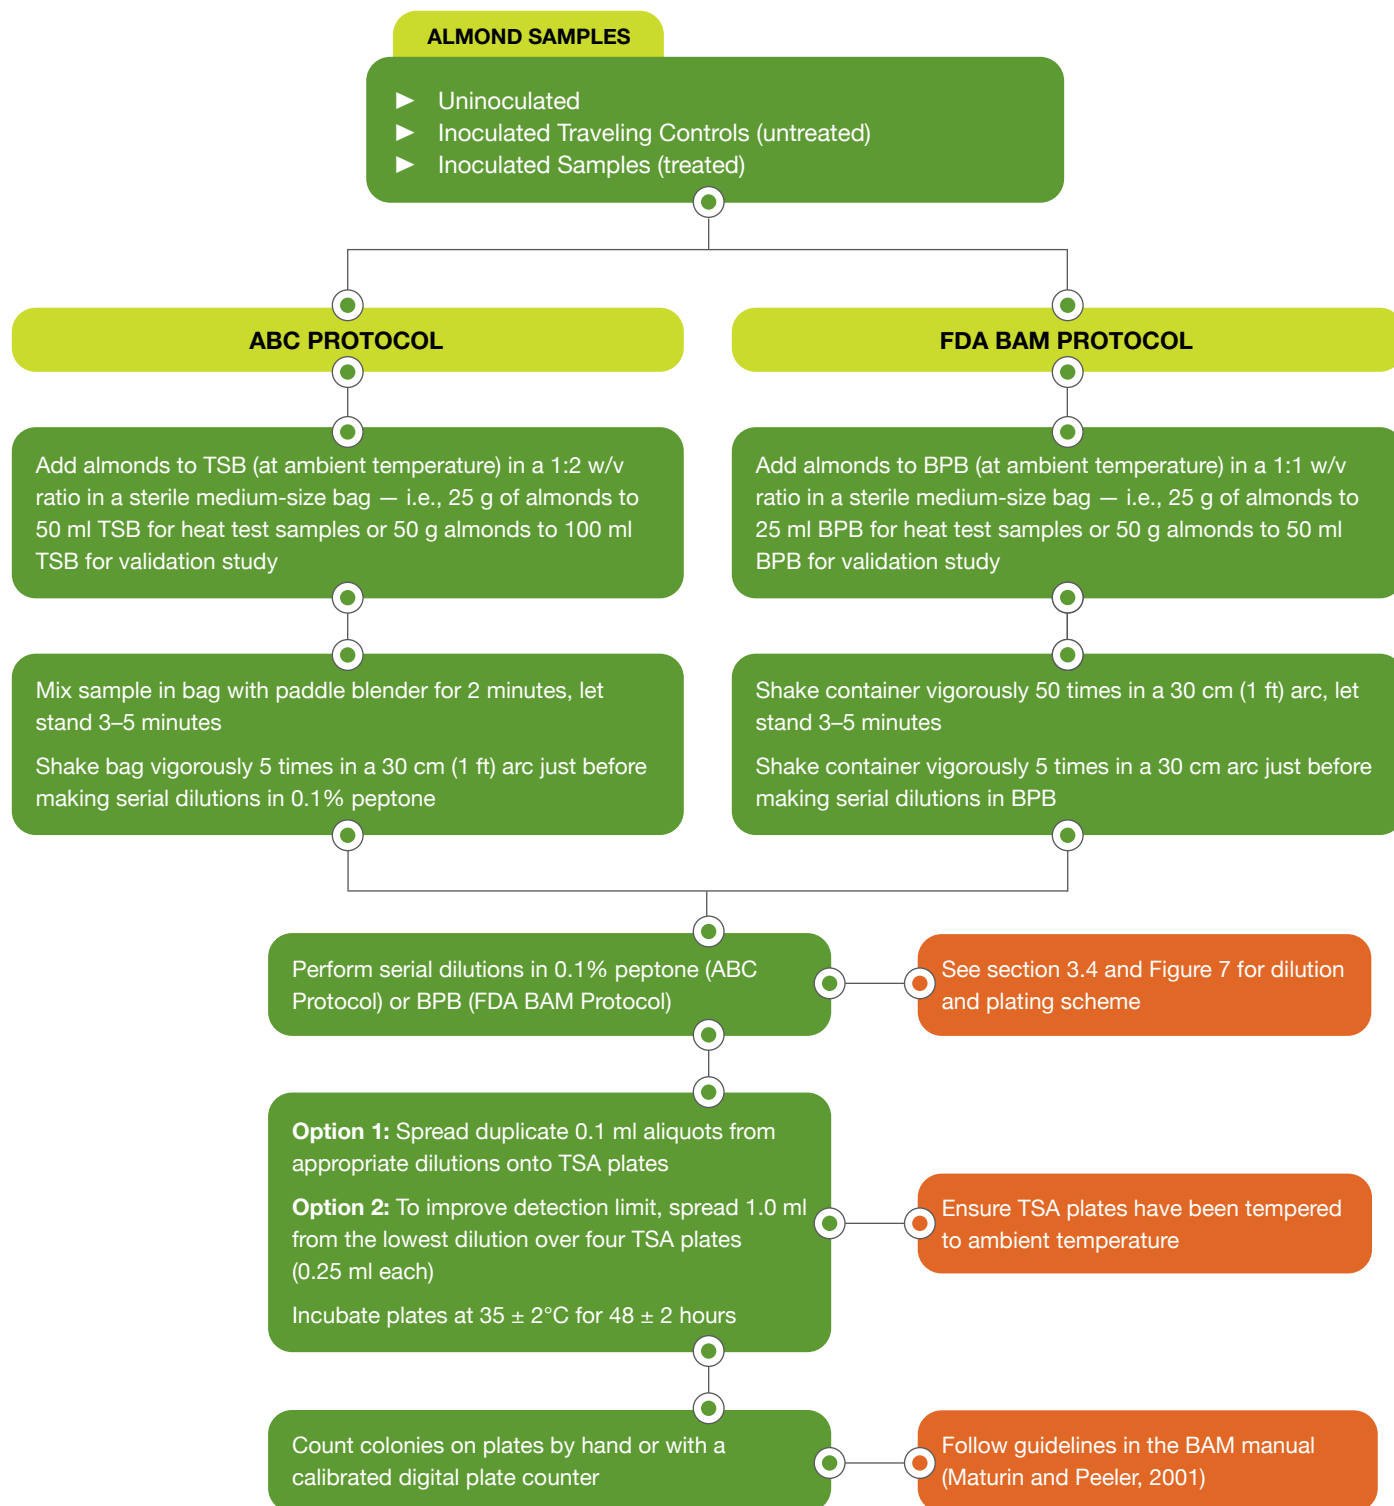 ALMOND SAMPLES
► Uninoculated
► Inoculated Traveling Controls (untreated)
► Inoculated Samples (treated)
ABC PROTOCOL
Add almonds to TSB (at ambient temperature) in a 1:2 w/v
ratio in a sterile medium-size bag — i.e., 25 g of almonds to
50 ml TSB for heat test samples or 50 g almonds to 100 ml
TSB for validation study
Mix sample in bag with paddle blender for 2 minutes, let
stand 3–5 minutes
Shake bag vigorously 5 times in a 30 cm (1 ft) arc just before
making serial dilutions in 0.1% peptone
FDA BAM PROTOCOL
Add almonds to BPB (at ambient temperature) in a 1:1 w/v
ratio in a sterile medium-size bag — i.e., 25 g of almonds to
25 ml BPB for heat test samples or 50 g almonds to 50 ml
BPB for validation study
Shake container vigorously 50 times in a 30 cm (1 ft) arc, let
stand 3–5 minutes
Shake container vigorously 5 times in a 30 cm arc just before
making serial dilutions in BPB
Perform serial dilutions in 0.1% peptone (ABC
Protocol) or BPB (FDA BAM Protocol)
See section 3.4 and Figure 7 for dilution
and plating scheme
Option 1: Spread duplicate 0.1 ml aliquots from
appropriate dilutions onto TSA plates
Option 2: To improve detection limit, spread 1.0 ml
from the lowest dilution over four TSA plates
(0.25 ml each)
Incubate plates at 35 ± 2°C for 48 ± 2 hours
Ensure TSA plates have been tempered
to ambient temperature
Count colonies on plates by hand or with a
calibrated digital plate counter
Follow guidelines in the BAM manual
(Maturin and Peeler, 2001)